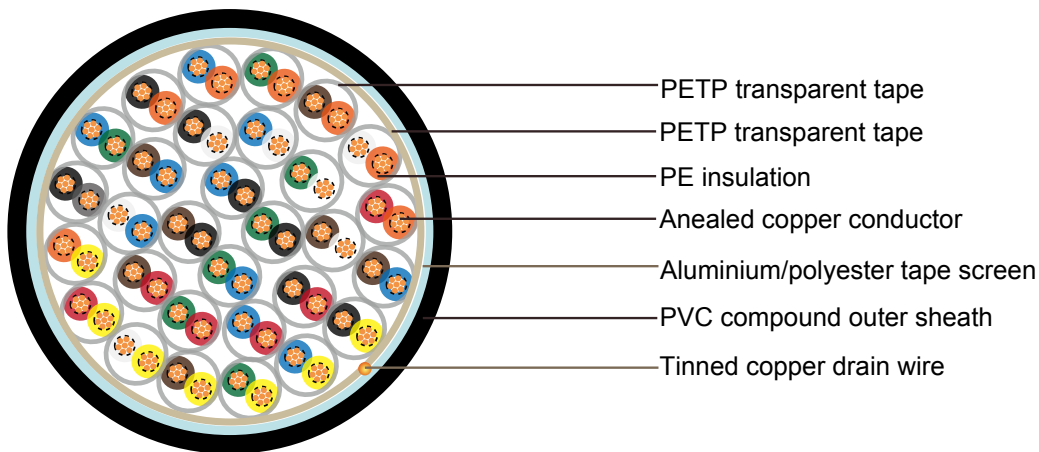 PETP transparent tape
PETP transparent tape
PE insulation
Anealed copper conductor
Aluminium/polyester tape screen
PVC compound outer sheath
Tinned copper drain wire